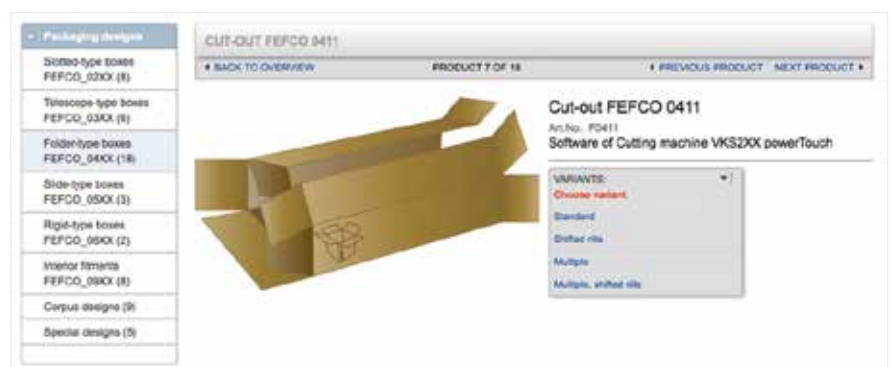 Packaging designs
Slotted-type boxes
FEFCO_02XX (8)
Telescope-type boxes
FEFCO_03XX (6)
Folder-type boxes
FEFCO_04XX (18)
Slide-type boxes
FEFCO_05XX (3)
Rigid-type boxes
FEFCO_06XX (2)
Interior fitments
FEFCO_09XX (8)
Corpus designs (9)
Special designs (5)
CUT-OUT FEFCO 0411
BACK TO OVERVIEW
PRODUCT 7 OF 18
PREVIOUS PRODUCT NEXT PRODUCT
Cut-out FEFCO 0411
Art.No. F0411
Software of Cutting machine VKS2XX powerTouch
VARIANTS:
Choose variant
Standard
Shifted rills
Multiple
Multiple, shifted rills